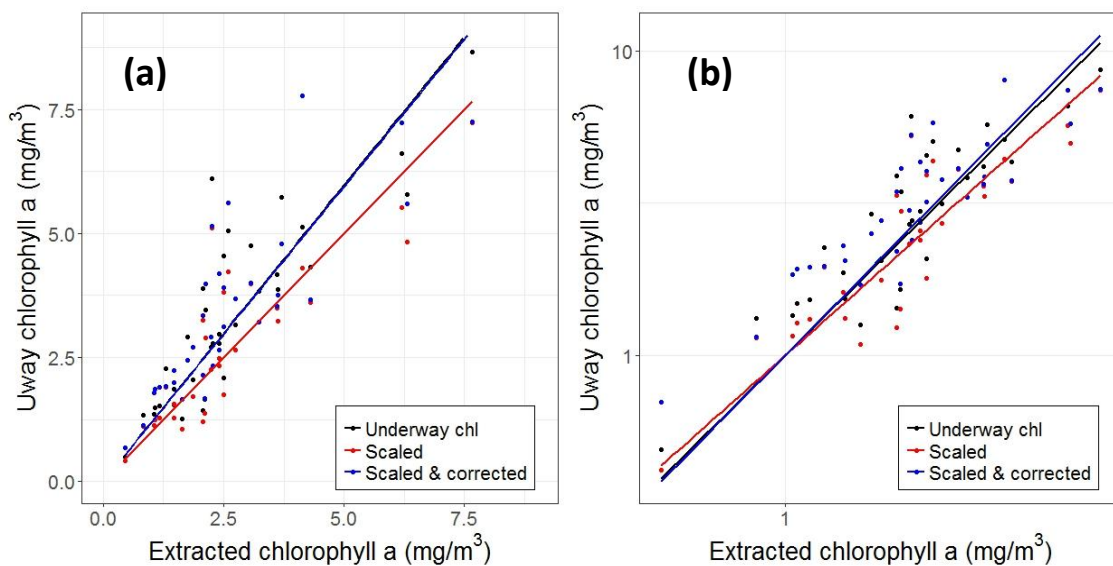 (a)
Uway chlorophyll a (mg/m³)
7.5
5.0
2.5
0.0
0.0 2.5 5.0 7.5
Extracted chlorophyll a (mg/m³)
Underway chl
Scaled
Scaled & corrected
(b)
Uway chlorophyll a (mg/m³)
10
1
1
Extracted chlorophyll a (mg/m³)
Underway chl
Scaled
Scaled & corrected